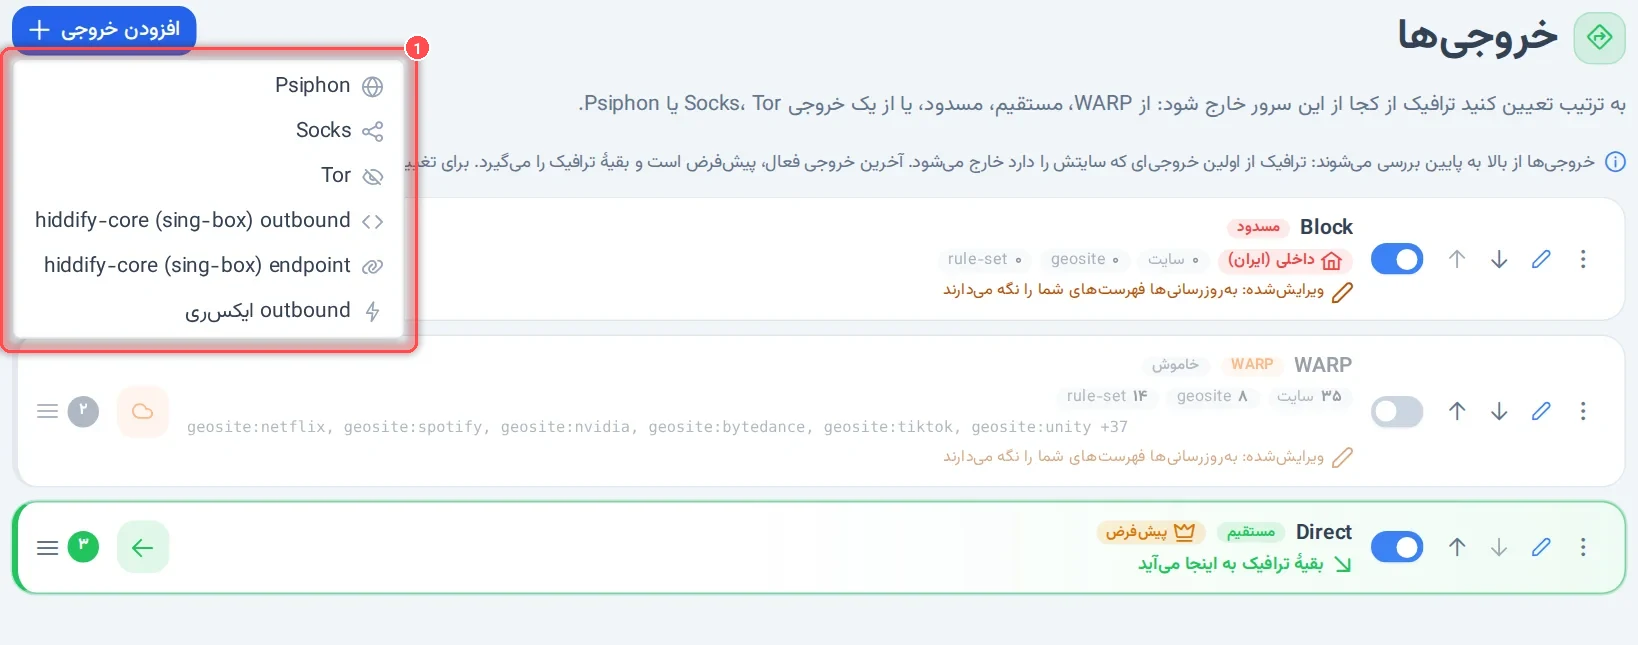 خروجی‌ها
افزودن خروجی +
به ترتیب تعیین کنید ترافیک از کجا از این سرور خارج شود: از WARP، مستقیم، مسدود، یا از یک خروجی Socks، Tor یا Psiphon.
خروجی‌ها از بالا به پایین بررسی می‌شوند: ترافیک از اولین خروجی‌ای که سایتش را دارد خارج می‌شود. آخرین خروجی فعال، پیش‌فرض است و بقیهٔ ترافیک را می‌گیرد. برای
1
Psiphon
Socks
Tor
hiddify-core (sing-box) outbound
hiddify-core (sing-box) endpoint
outbound ایکس‌ری
Block مسدود
داخلی (ایران) ۰ سایت ۰ geosite ۰ rule-set
ویرایش‌شده: به‌روزرسانی‌ها فهرست‌های شما را نگه می‌دارند
WARP WARP خاموش
۳۵ سایت ۸ geosite ۱۴ rule-set
geosite:netflix, geosite:spotify, geosite:nvidia, geosite:bytedance, geosite:tiktok, geosite:unity +37
ویرایش‌شده: به‌روزرسانی‌ها فهرست‌های شما را نگه می‌دارند
۲
Direct مستقیم پیش‌فرض
بقیهٔ ترافیک به اینجا می‌آید
۳